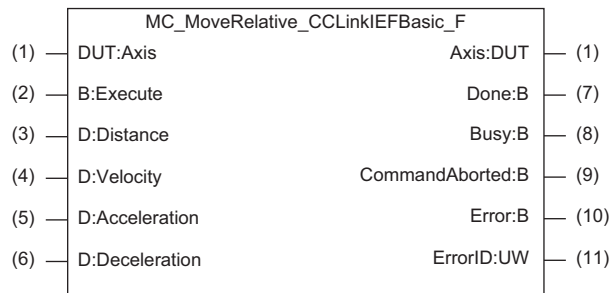 MC_MoveRelative_CCLinkIEFBasic_F
(1) DUT:Axis Axis:DUT (1)
(2) B:Execute Done:B (7)
(3) D:Distance Busy:B (8)
(4) D:Velocity CommandAborted:B (9)
(5) D:Acceleration Error:B (10)
(6) D:Deceleration ErrorID:UW (11)